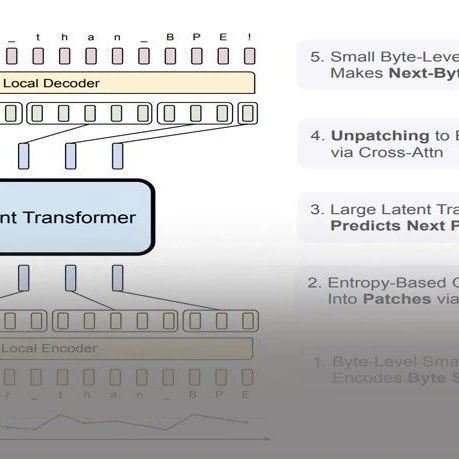 _ t h a n _ B P E !
Local Decoder
nt Transformer
Local Encoder
r _ t h a n _ B P E
5. Small Byte-Leve
Makes Next-Byt
4. Unpatching to
via Cross-Attn
3. Large Latent Tra
Predicts Next P
2. Entropy-Based
Into Patches via
1. Byte-Level Sma
Encodes Byte S